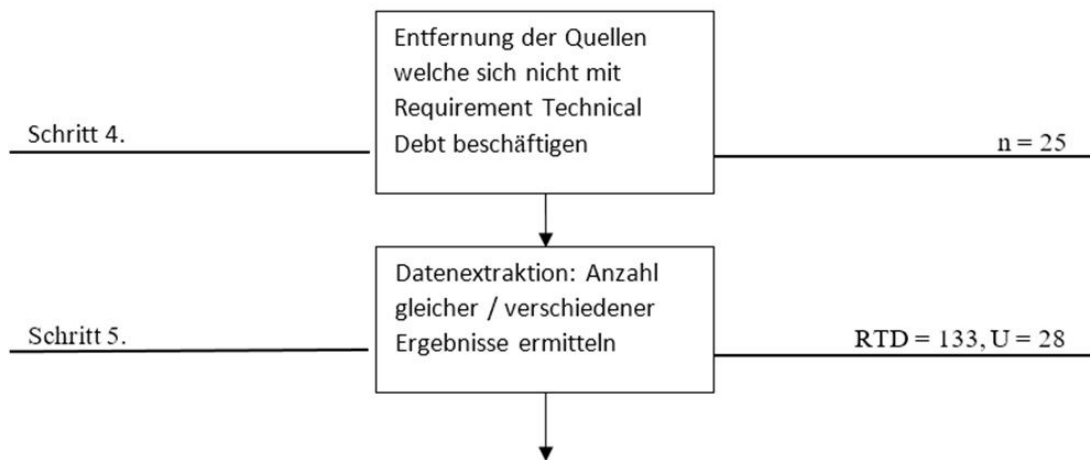 Entfernung der Quellen
welche sich nicht mit
Requirement Technical
Debt beschäftigen
Schritt 4.
n = 25
Datenextraktion: Anzahl
gleicher / verschiedener
Ergebnisse ermitteln
Schritt 5.
RTD = 133, U = 28